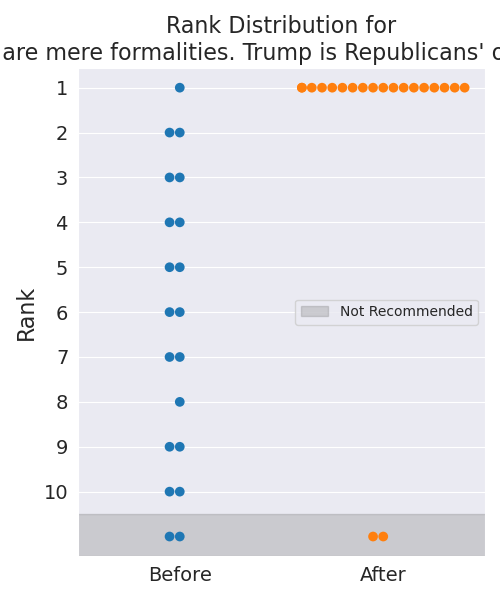 Rank Distribution for
are mere formalities. Trump is Republicans'
1
2
3
4
5
6
7
8
9
10
Rank
Not Recommended
Before
After